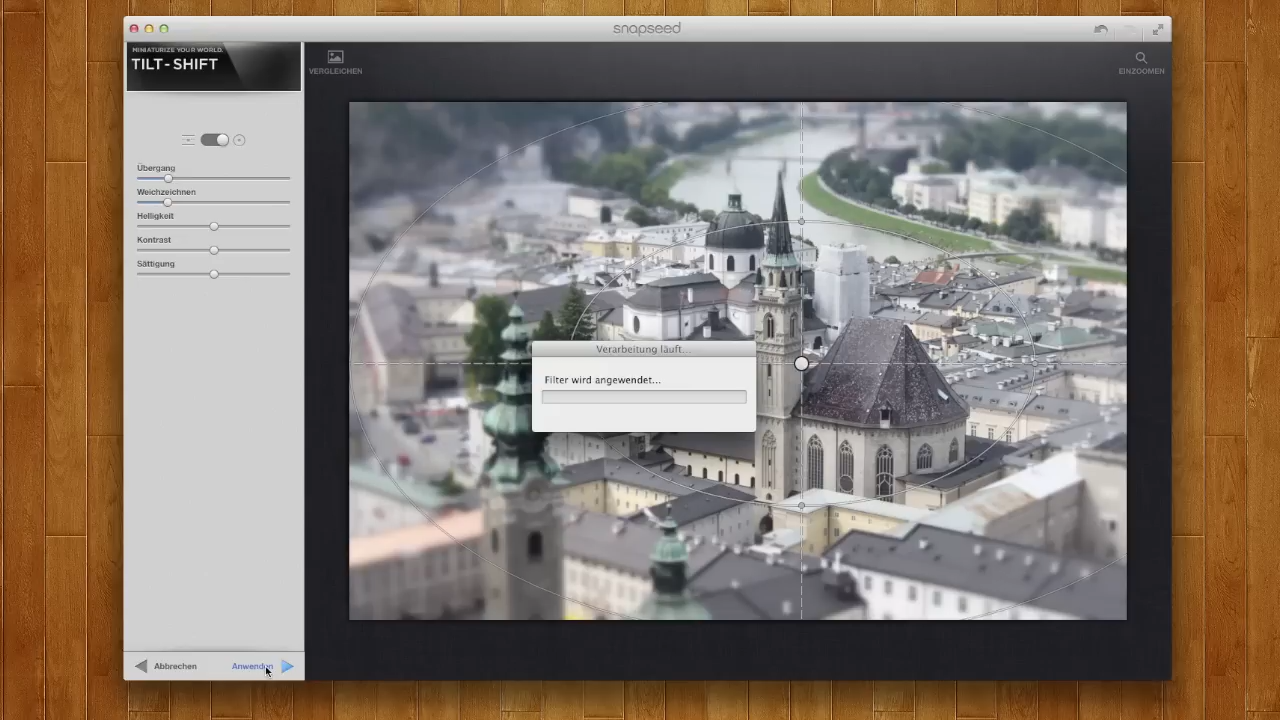 snapseed
MINIATURIZE YOUR WORLD.
TILT-SHIFT
VERGLEICHEN
EINZOOMEN
Übergang
Weichzeichnen
Helligkeit
Kontrast
Sättigung
Verarbeitung läuft...
Filter wird angewendet...
Abbrechen
Anwenden